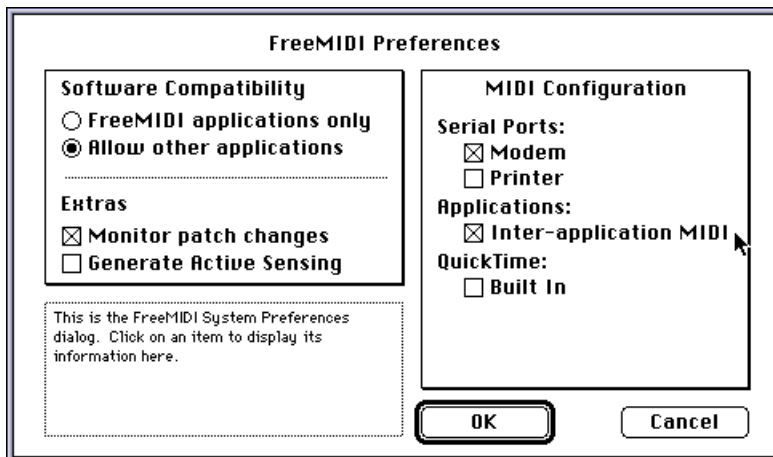 FreeMIDI Preferences
Software Compatibility
FreeMIDI applications only
Allow other applications
Extras
Monitor patch changes
Generate Active Sensing
This is the FreeMIDI System Preferences
dialog. Click on an item to display its
information here.
MIDI Configuration
Serial Ports:
Modem
Printer
Applications:
Inter-application MIDI
QuickTime:
Built In
OK
Cancel